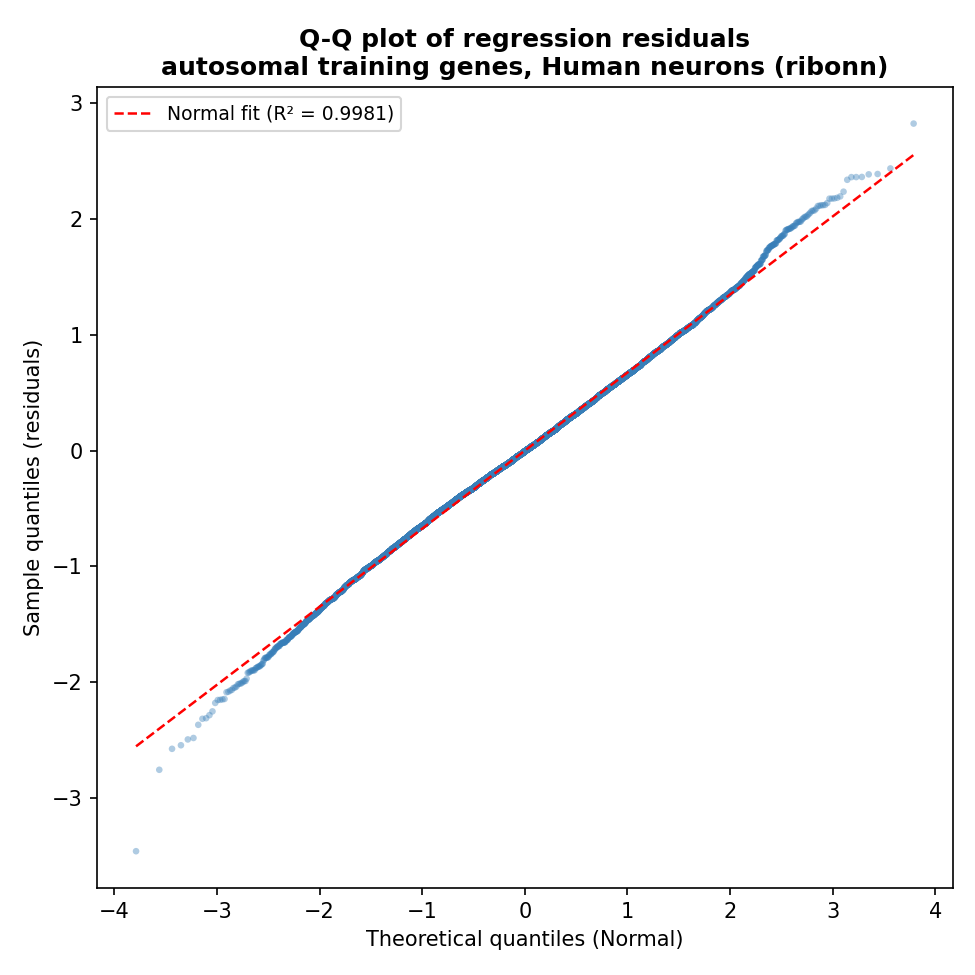 Q-Q plot of regression residuals
autosomal training genes, Human neurons (ribonn)
Normal fit (R² = 0.9981)
Sample quantiles (residuals)
3
2
1
0
−1
−2
−3
−4 −3 −2 −1 0 1 2 3 4
Theoretical quantiles (Normal)